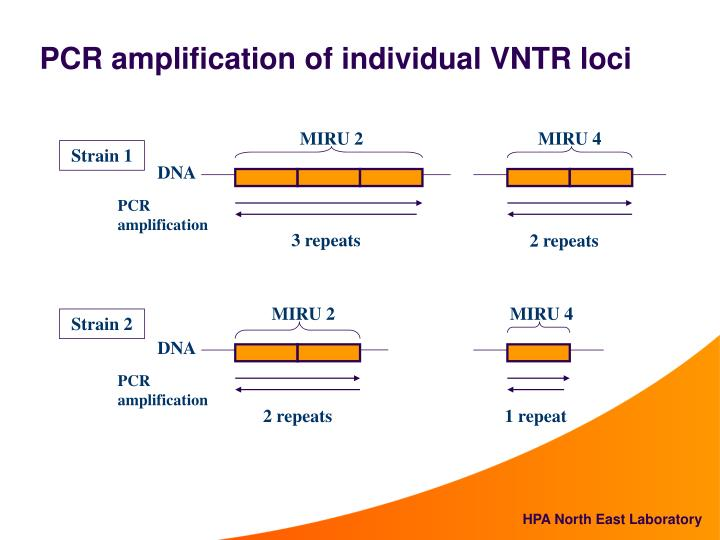 PCR amplification of individual VNTR loci
MIRU 2
MIRU 4
Strain 1
DNA
PCR
amplification
3 repeats
2 repeats
MIRU 2
MIRU 4
Strain 2
DNA
PCR
amplification
2 repeats
1 repeat
HPA North East Laboratory